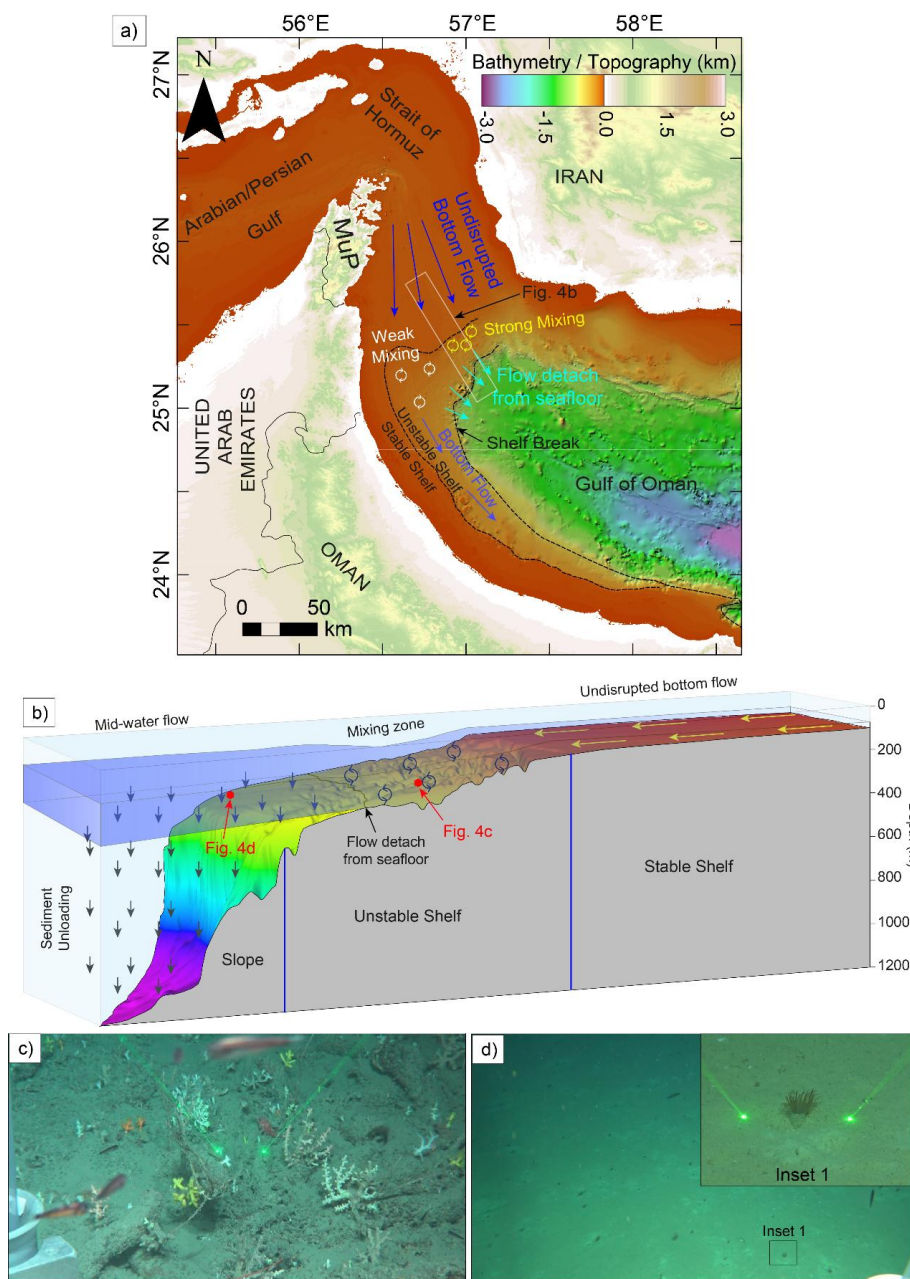 a)
56°E
57°E
58°E
27°N
26°N
25°N
24°N
N
Bathymetry / Topography (km)
-3.0
-1.5
0.0
1.5
3.0
Strait of
Hormuz
Arabian/Persian
Gulf
IRAN
MuP
Undisrupted
Bottom Flow
Fig. 4b
Strong Mixing
Weak
Mixing
Flow detach
from seafloor
Shelf Break
Unstable Shelf
Stable Shelf
Bottom Flow
UNITED
ARAB
EMIRATES
Gulf of Oman
OMAN
0 50
km
b)
Mid-water flow
Mixing zone
Undisrupted bottom flow
0
200
400
600
800
1000
1200
Fig. 4d
Fig. 4c
Flow detach
from seafloor
Sediment
Unloading
Slope
Unstable Shelf
Stable Shelf
c)
d)
Inset 1
Inset 1